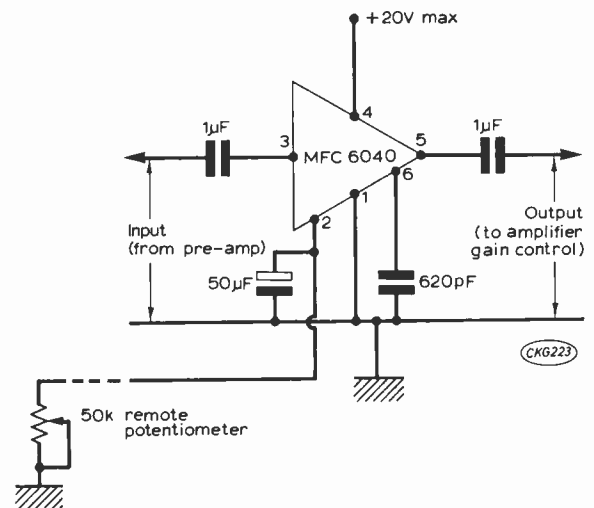 +20V max
1µF
1µF
4
3
MFC 6040
5
6
1
2
Input
(from pre-amp)
Output
(to amplifier
gain control)
50µF
620pF
CKG223
50k remote
potentiometer